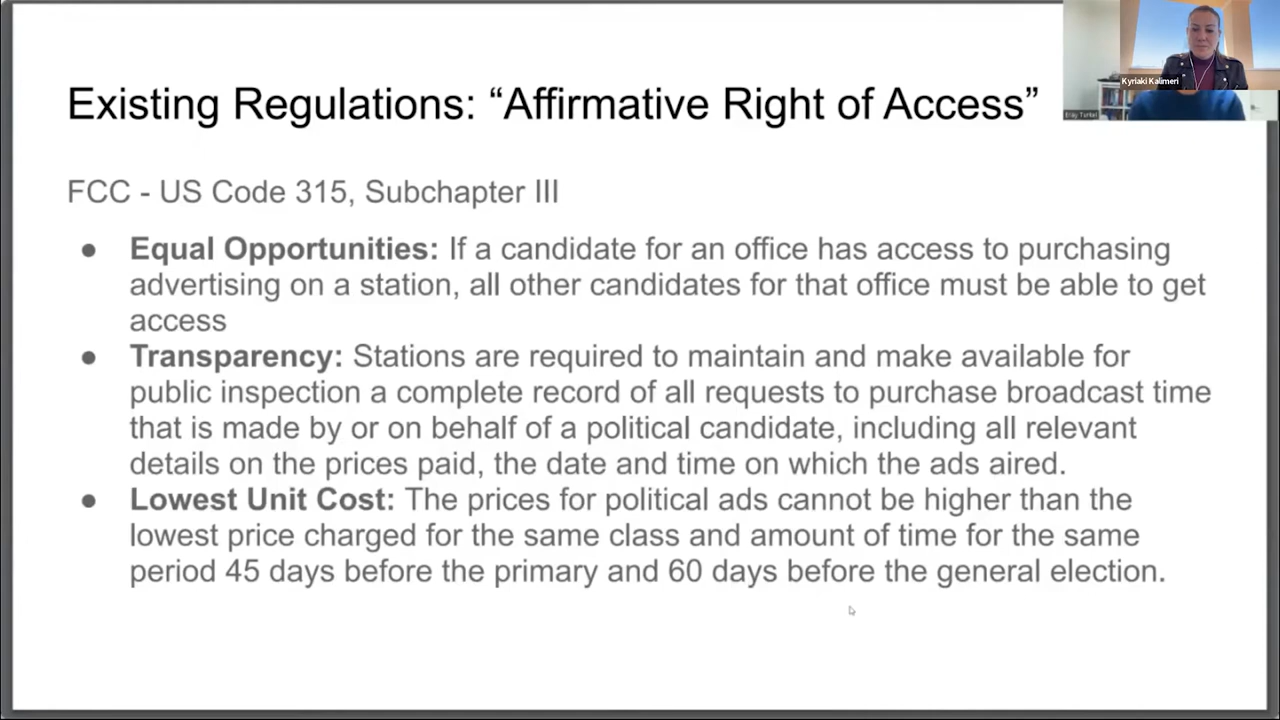 Existing Regulations: “Affirmative Right of Access”
Kyriaki Kalimeri
Eray Turkel
FCC - US Code 315, Subchapter III
● Equal Opportunities: If a candidate for an office has access to purchasing
advertising on a station, all other candidates for that office must be able to get
access
● Transparency: Stations are required to maintain and make available for
public inspection a complete record of all requests to purchase broadcast time
that is made by or on behalf of a political candidate, including all relevant
details on the prices paid, the date and time on which the ads aired.
● Lowest Unit Cost: The prices for political ads cannot be higher than the
lowest price charged for the same class and amount of time for the same
period 45 days before the primary and 60 days before the general election.